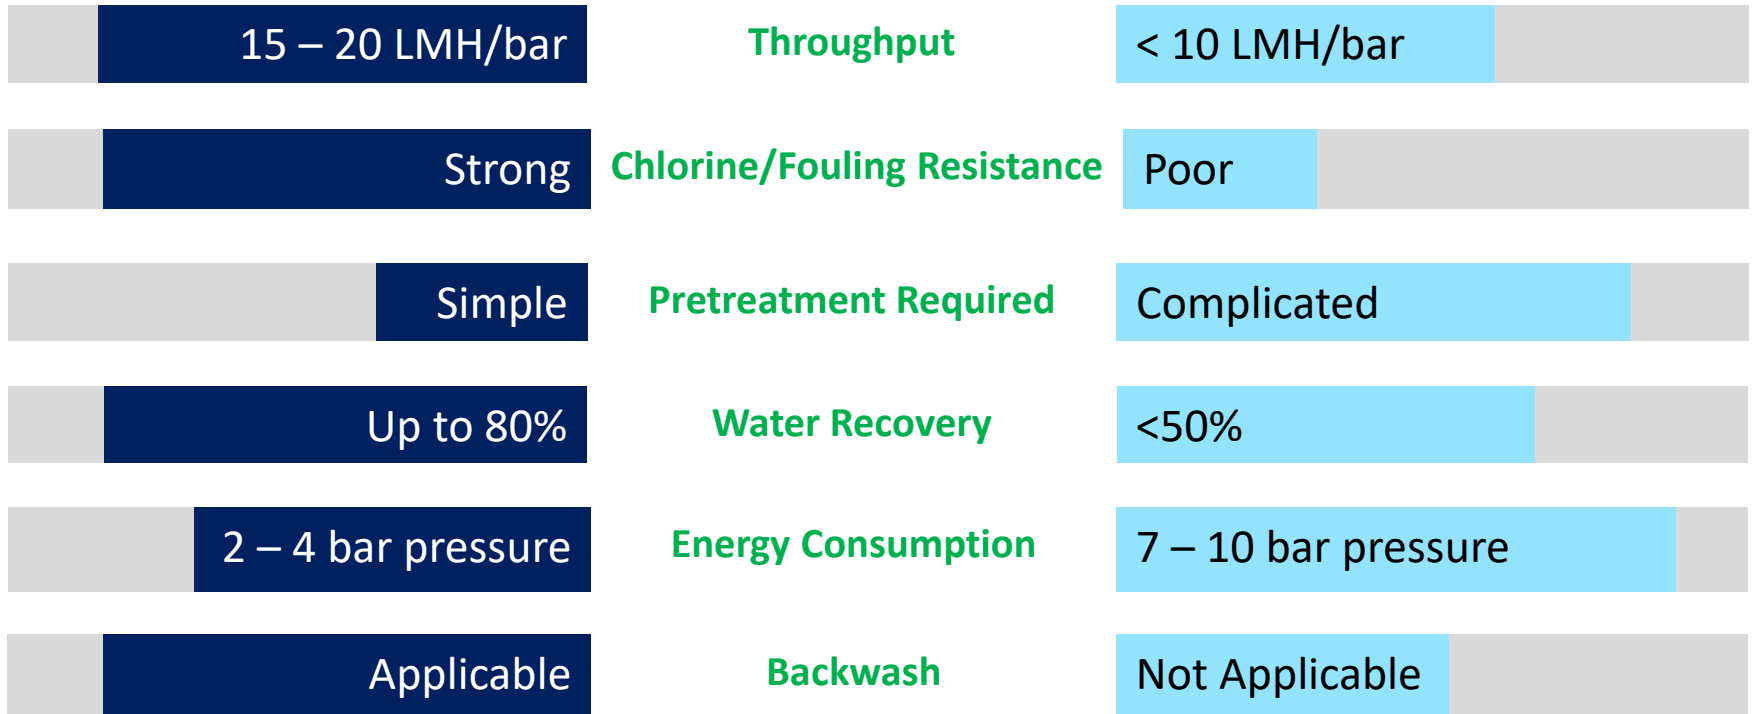 15 – 20 LMH/bar Throughput < 10 LMH/bar
Strong Chlorine/Fouling Resistance Poor
Simple Pretreatment Required Complicated
Up to 80% Water Recovery <50%
2 – 4 bar pressure Energy Consumption 7 – 10 bar pressure
Applicable Backwash Not Applicable